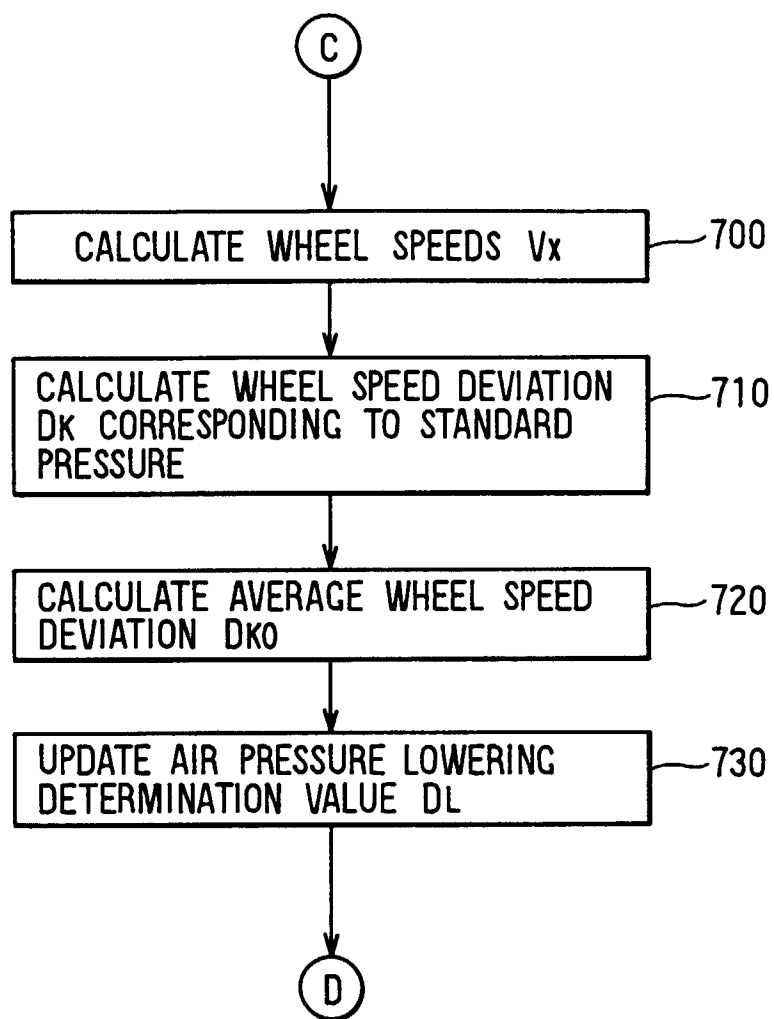 C
CALCULATE WHEEL SPEEDS Vx
700
CALCULATE WHEEL SPEED DEVIATION
DK CORRESPONDING TO STANDARD
PRESSURE
710
CALCULATE AVERAGE WHEEL SPEED
DEVIATION DKO
720
UPDATE AIR PRESSURE LOWERING
DETERMINATION VALUE DL
730
D